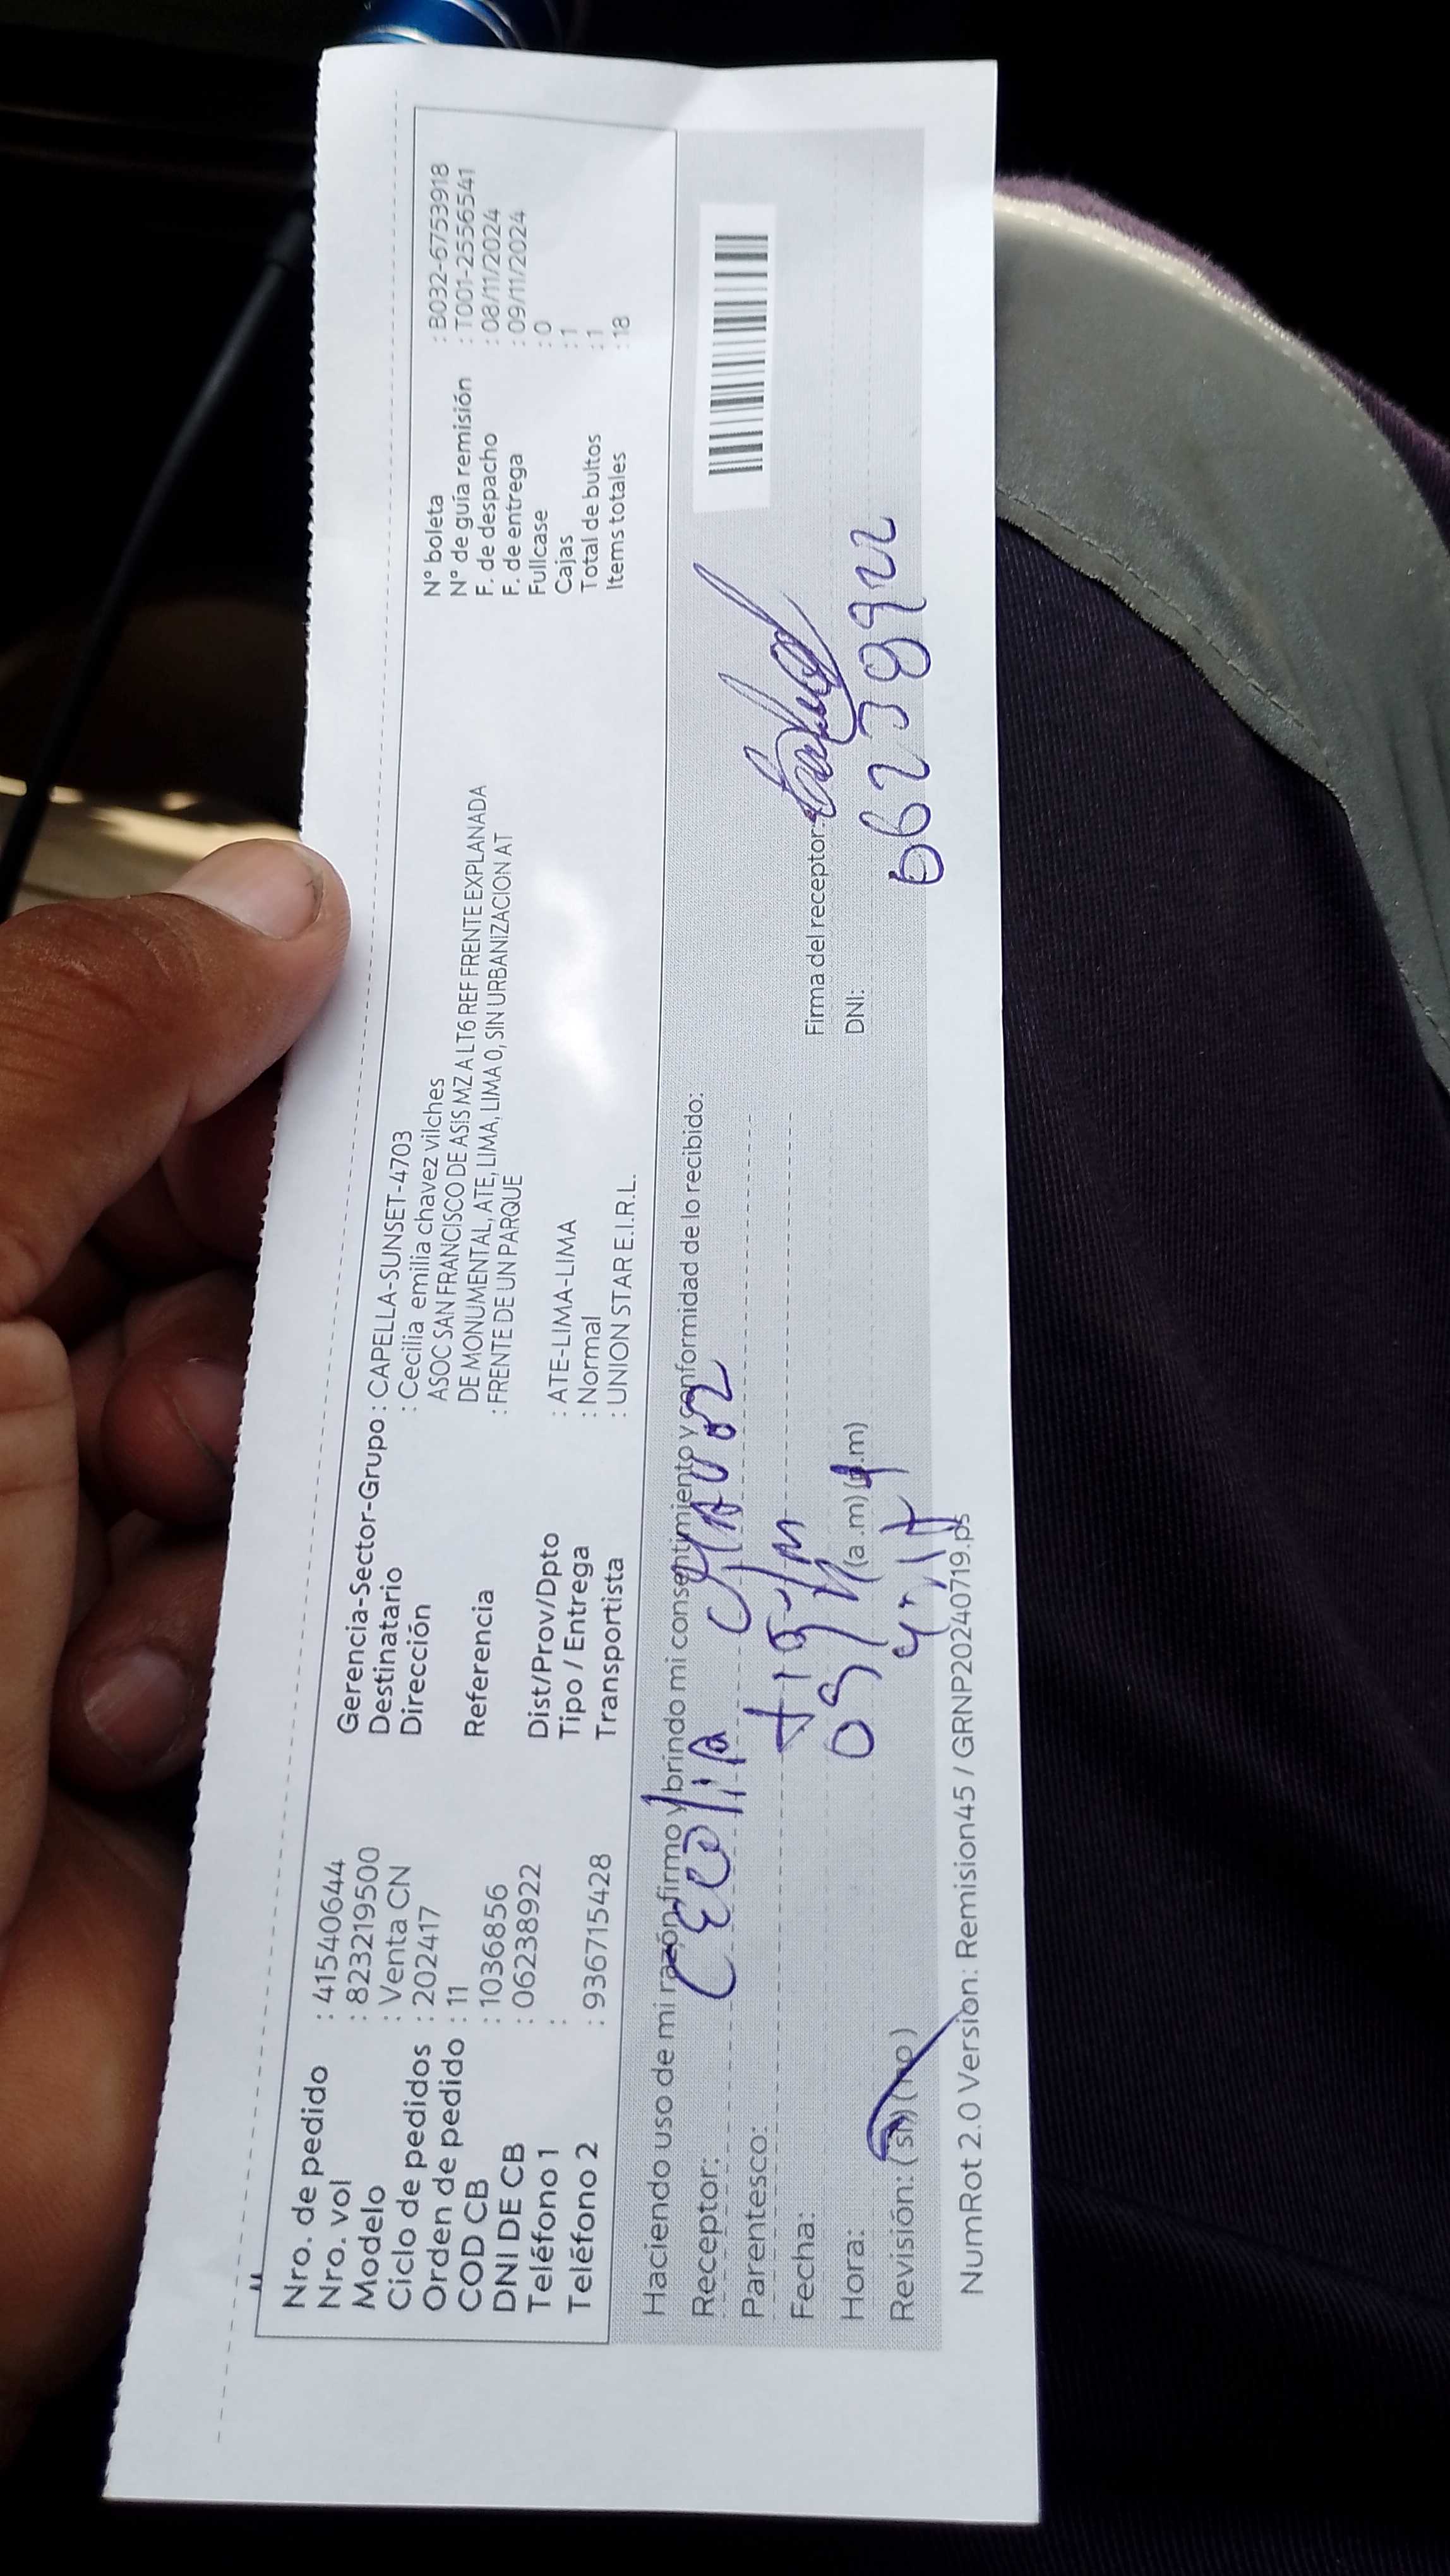 Nro. de pedido : 41540644
Nro. vol : 823219500
Modelo : Venta CN
Ciclo de pedidos : 202417
Orden de pedido : 11
COD CB : 1036856
DNI DE CB : 06238922
Teléfono 1 :
Teléfono 2 : 936715428
Gerencia-Sector-Grupo : CAPELLA-SUNSET-4703
Destinatario : Cecilia emilia chavez vilches
Dirección ASOC SAN FRANCISCO DE ASIS MZ A LT6 REF FRENTE EXPLANADA
DE MONUMENTAL, ATE, LIMA, LIMA 0, SIN URBANIZACION AT
Referencia : FRENTE DE UN PARQUE
Dist/Prov/Dpto : ATE-LIMA-LIMA
Tipo / Entrega : Normal
Transportista : UNION STAR E.I.R.L.
N° boleta : B032-6753918
N° de guía remisión : T001-2556541
F. de despacho : 08/11/2024
F. de entrega : 09/11/2024
Fullcase : 0
Cajas : 1
Total de bultos : 1
Items totales : 18
Haciendo uso de mi razón firmo y brindo mi consentimiento y conformidad de lo recibido:
Receptor: CECILIA
Parentesco:
Fecha:
Hora: (a.m) (p.m)
Revisión: (si) (no)
Firma del receptor:
DNI: 06238922
NumRot 2.0 Version: Remision45 / GRNP20240719.ps